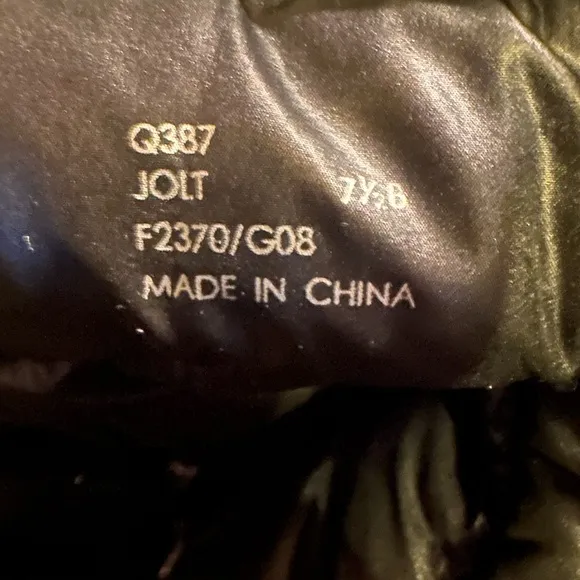 Q387
JOLT 7½B
F2370/G08
MADE IN CHINA